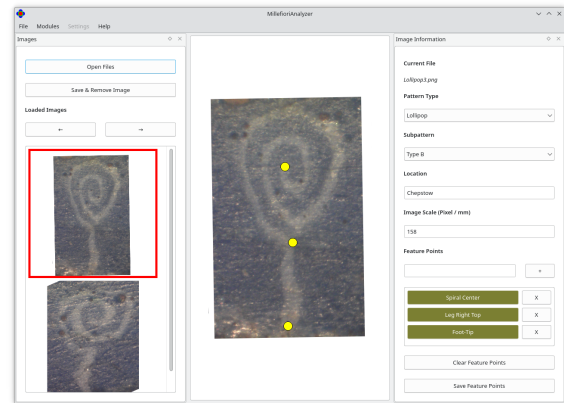 MillefioriAnalyzer
File Modules Settings Help
Images
Open Files
Save & Remove Image
Loaded Images
←
→
Image Information
Current File
Lollipop3.png
Pattern Type
Lollipop
Subpattern
Type B
Location
Chepstow
Image Scale (Pixel / mm)
158
Feature Points
+
Spiral Center X
Leg Right Top X
Foot-Tip X
Clear Feature Points
Save Feature Points